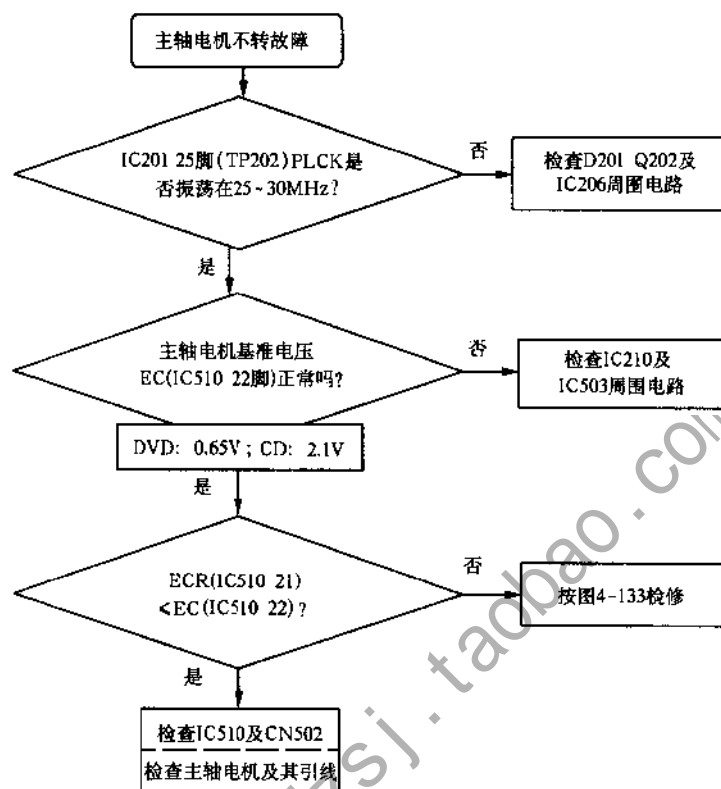 主轴电机不转故障
IC201 25脚(TP202)PLCK是
否振荡在25~30MHz?
否
检查D201 Q202及
IC206周围电路
是
主轴电机基准电压
EC(IC510 22脚)正常吗?
否
检查IC210及
IC503周围电路
DVD: 0.65V; CD: 2.1V
是
ECR(IC510 21)
≤EC(IC510 22)?
否
按图4-133检修
是
检查IC510及CN502
检查主轴电机及其引线
zsj.taobao.com